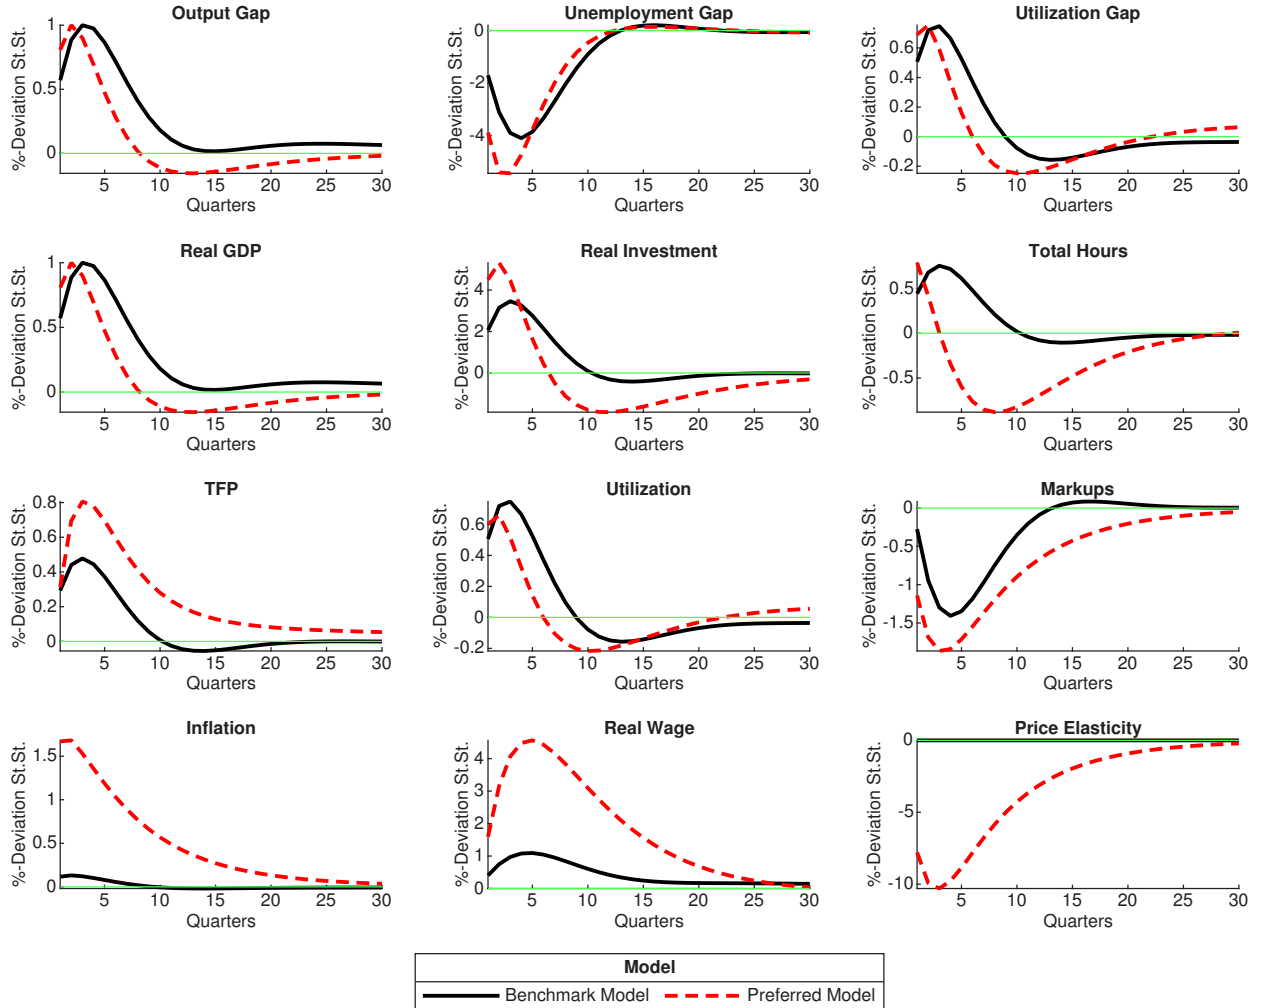 Output Gap
%-Deviation St.St.
1
0.5
0
5 10 15 20 25 30
Quarters
Unemployment Gap
%-Deviation St.St.
0
-2
-4
5 10 15 20 25 30
Quarters
Utilization Gap
%-Deviation St.St.
0.6
0.4
0.2
0
-0.2
5 10 15 20 25 30
Quarters
Real GDP
%-Deviation St.St.
1
0.5
0
5 10 15 20 25 30
Quarters
Real Investment
%-Deviation St.St.
4
2
0
5 10 15 20 25 30
Quarters
Total Hours
%-Deviation St.St.
0.5
0
-0.5
5 10 15 20 25 30
Quarters
TFP
%-Deviation St.St.
0.8
0.6
0.4
0.2
0
5 10 15 20 25 30
Quarters
Utilization
%-Deviation St.St.
0.6
0.4
0.2
0
-0.2
5 10 15 20 25 30
Quarters
Markups
%-Deviation St.St.
0
-0.5
-1
-1.5
5 10 15 20 25 30
Quarters
Inflation
%-Deviation St.St.
1.5
1
0.5
0
5 10 15 20 25 30
Quarters
Real Wage
%-Deviation St.St.
4
3
2
1
0
5 10 15 20 25 30
Quarters
Price Elasticity
%-Deviation St.St.
0
-5
-10
5 10 15 20 25 30
Quarters
Model
Benchmark Model Preferred Model